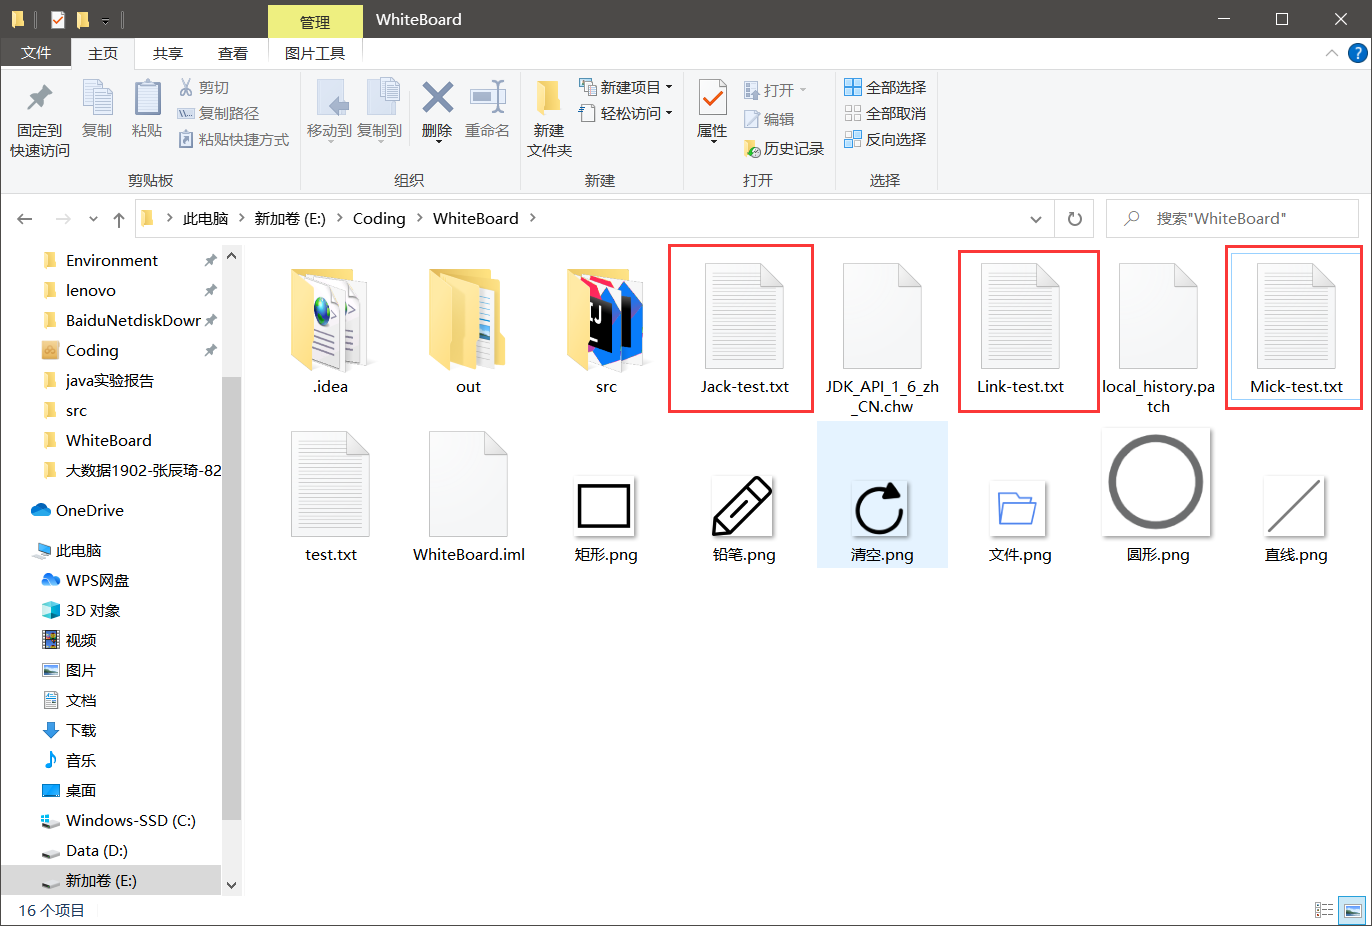 管理
WhiteBoard
文件
主页
共享
查看
图片工具
固定到
快速访问
复制
粘贴
剪切
复制路径
粘贴快捷方式
剪贴板
移动到
复制到
删除
重命名
组织
新建
文件夹
新建项目
轻松访问
新建
属性
打开
编辑
历史记录
打开
全部选择
全部取消
反向选择
选择
此电脑
新加卷 (E:)
Coding
WhiteBoard
搜索"WhiteBoard"
Environment
lenovo
BaiduNetdiskDowr
Coding
java实验报告
src
WhiteBoard
大数据1902-张辰琦-82
OneDrive
此电脑
WPS网盘
3D 对象
视频
图片
文档
下载
音乐
桌面
Windows-SSD (C:)
Data (D:)
新加卷 (E:)
.idea
out
src
Jack-test.txt
JDK_API_1_6_zh
_CN.chw
Link-test.txt
local_history.pa
tch
Mick-test.txt
test.txt
WhiteBoard.iml
矩形.png
铅笔.png
清空.png
文件.png
圆形.png
直线.png
16 个项目